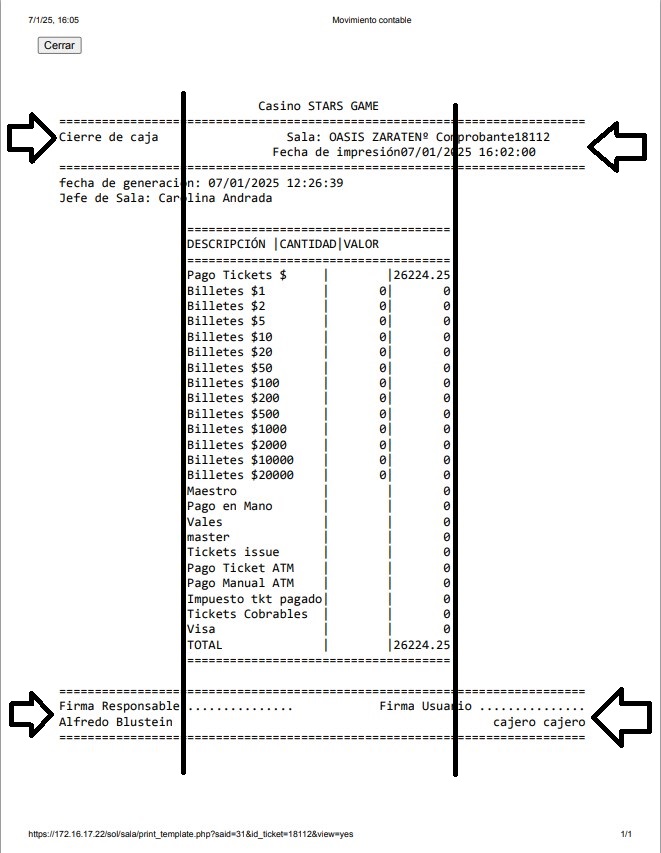 7/1/25, 16:05 Movimiento contable
Cerrar
Casino STARS GAME
==========================================================================
Cierre de caja Sala: OASIS ZARATENº Comprobante18112
Fecha de impresión07/01/2025 16:02:00
==========================================================================
fecha de generación: 07/01/2025 12:26:39
Jefe de Sala: Carolina Andrada
=====================================
DESCRIPCIÓN |CANTIDAD|VALOR
=====================================
Pago Tickets $ | |26224.25
Billetes $1 | 0| 0
Billetes $2 | 0| 0
Billetes $5 | 0| 0
Billetes $10 | 0| 0
Billetes $20 | 0| 0
Billetes $50 | 0| 0
Billetes $100 | 0| 0
Billetes $200 | 0| 0
Billetes $500 | 0| 0
Billetes $1000 | 0| 0
Billetes $2000 | 0| 0
Billetes $10000 | 0| 0
Billetes $20000 | 0| 0
Maestro | | 0
Pago en Mano | | 0
Vales | | 0
master | | 0
Tickets issue | | 0
Pago Ticket ATM | | 0
Pago Manual ATM | | 0
Impuesto tkt pagado| | 0
Tickets Cobrables | | 0
Visa | | 0
TOTAL | |26224.25
=====================================
==========================================================================
Firma Responsable ............... Firma Usuario ...............
Alfredo Blustein cajero cajero
==========================================================================
https://172.16.17.22/sol/sala/print_template.php?said=31&id_ticket=18112&view=yes 1/1